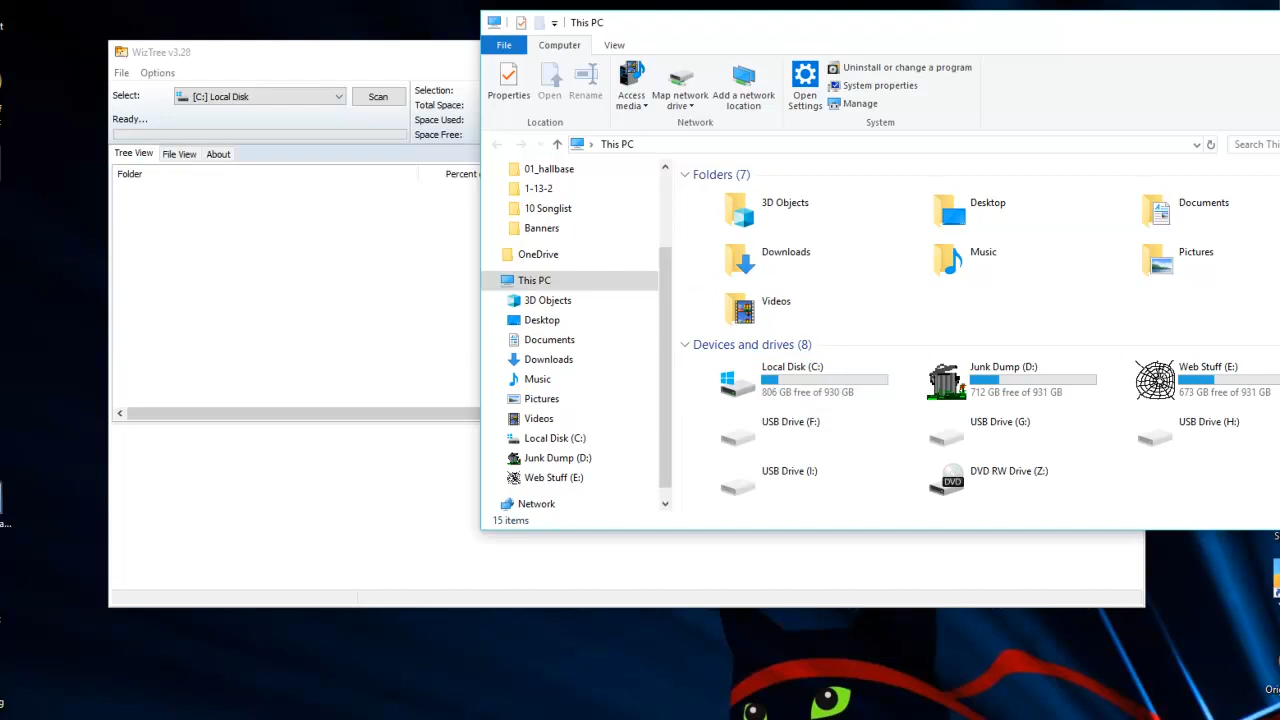 WizTree v3.28
File Options
Select: [C:] Local Disk Scan
Ready...
Selection:
Total Space:
Space Used:
Space Free:
Tree View File View About
Folder Percent
This PC
File Computer View
Properties Open Rename
Location
Access media Map network drive Add a network location
Network
Open Settings
Uninstall or change a program
System properties
Manage
System
This PC
Search Thi
01_hallbase
1-13-2
10 Songlist
Banners
OneDrive
This PC
3D Objects
Desktop
Documents
Downloads
Music
Pictures
Videos
Local Disk (C:)
Junk Dump (D:)
Web Stuff (E:)
Network
15 items
Folders (7)
3D Objects Desktop Documents
Downloads Music Pictures
Videos
Devices and drives (8)
Local Disk (C:) Junk Dump (D:) Web Stuff (E:)
806 GB free of 930 GB 712 GB free of 931 GB 673 GB free of 931 GB
USB Drive (F:) USB Drive (G:) USB Drive (H:)
USB Drive (I:) DVD RW Drive (Z:)
DVD